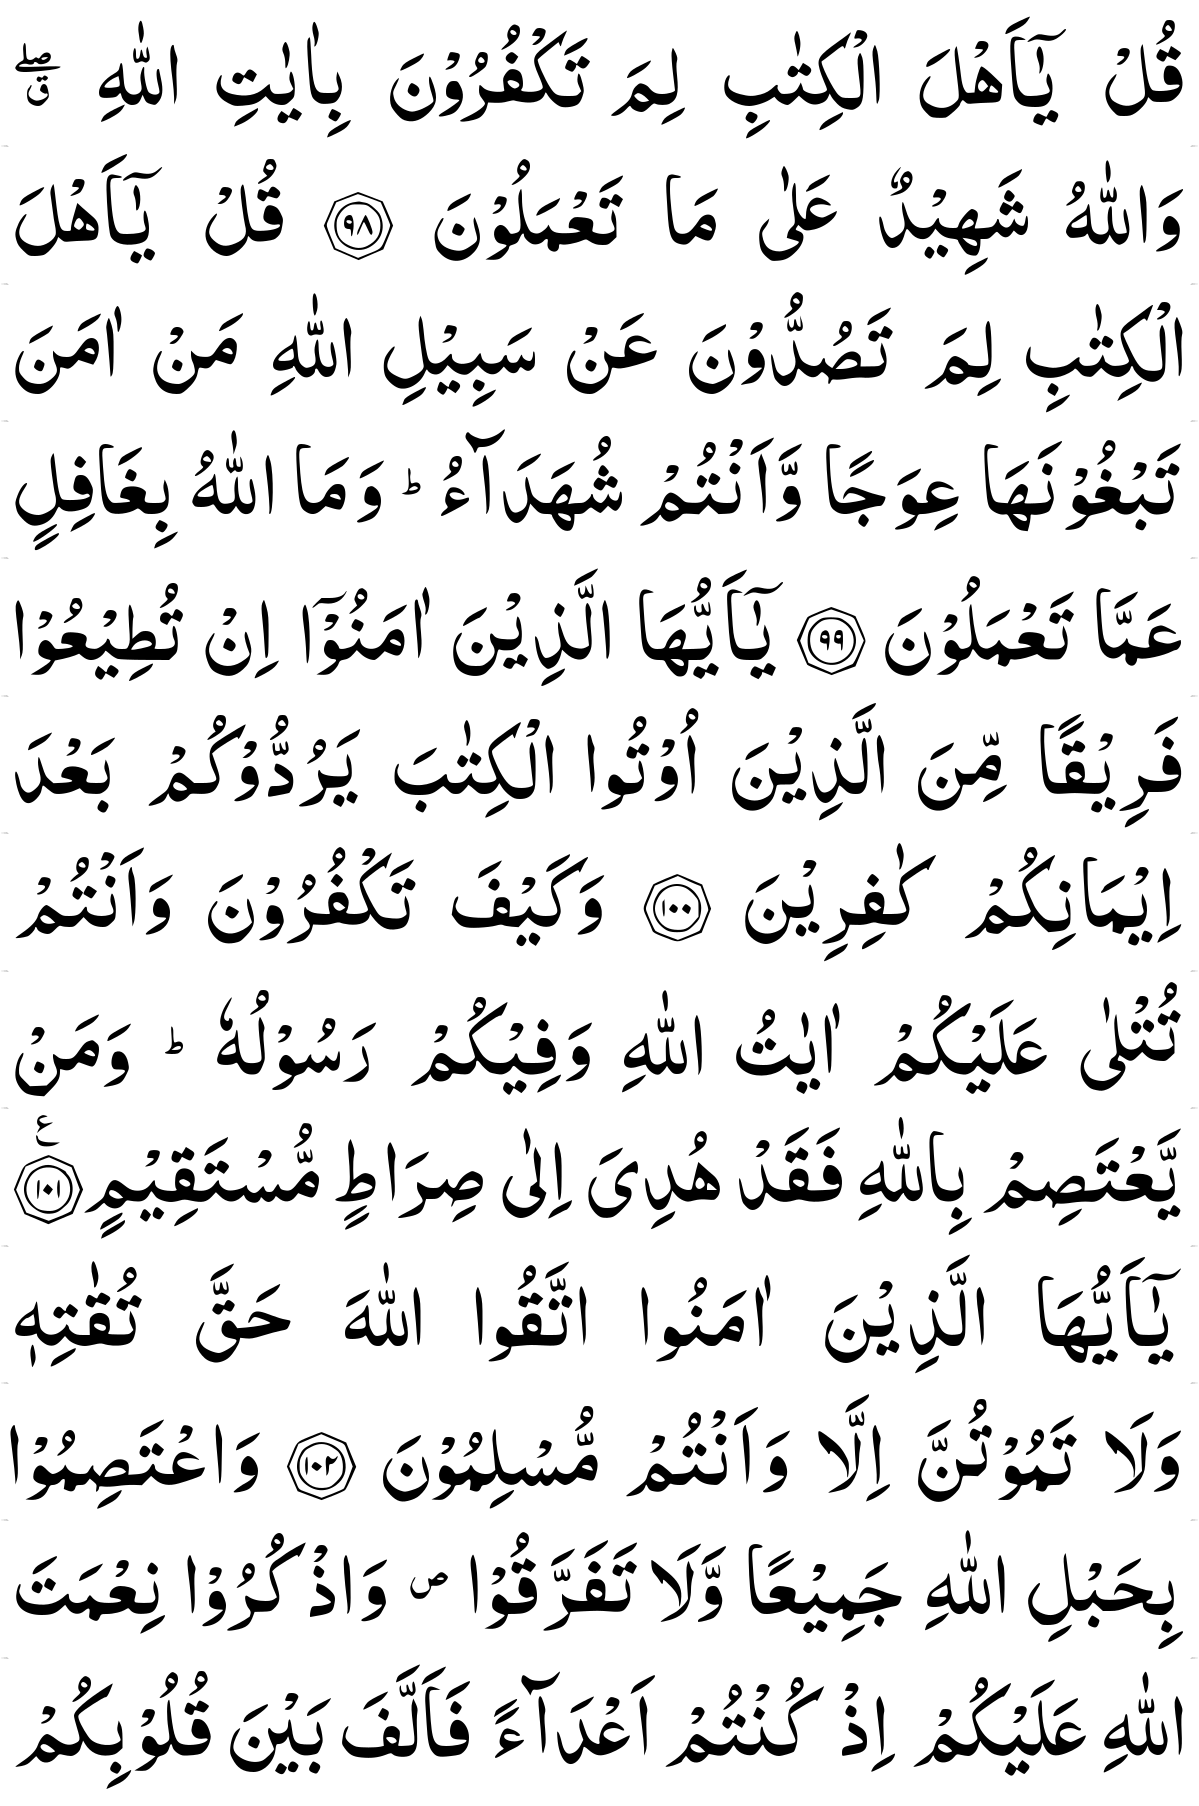 قُلْ يٰۤاَهْلَ الْكِتٰبِ لِمَ تَكْفُرُوْنَ بِاٰيٰتِ اللّٰهِ ۖۗ
وَاللّٰهُ شَهِيْدٌ عَلٰى مَا تَعْمَلُوْنَ ﴿۹۸﴾ قُلْ يٰۤاَهْلَ
الْكِتٰبِ لِمَ تَصُدُّوْنَ عَنْ سَبِيْلِ اللّٰهِ مَنْ اٰمَنَ
تَبْغُوْنَهَا عِوَجًا وَّاَنْتُمْ شُهَدَآءُ ؕ وَمَا اللّٰهُ بِغَافِلٍ
عَمَّا تَعْمَلُوْنَ ﴿۹۹﴾ يٰۤاَيُّهَا الَّذِيْنَ اٰمَنُوْۤا اِنْ تُطِيْعُوْا
فَرِيْقًا مِّنَ الَّذِيْنَ اُوْتُوا الْكِتٰبَ يَرُدُّوْكُمْ بَعْدَ
اِيْمَانِكُمْ كٰفِرِيْنَ ﴿۱۰۰﴾ وَكَيْفَ تَكْفُرُوْنَ وَاَنْتُمْ
تُتْلٰى عَلَيْكُمْ اٰيٰتُ اللّٰهِ وَفِيْكُمْ رَسُوْلُهٗ ؕ وَمَنْ
يَّعْتَصِمْ بِاللّٰهِ فَقَدْ هُدِىَ اِلٰى صِرَاطٍ مُّسْتَقِيْمٍ ﴿۱۰۱﴾ ع
يٰۤاَيُّهَا الَّذِيْنَ اٰمَنُوا اتَّقُوا اللّٰهَ حَقَّ تُقٰتِهٖ
وَلَا تَمُوْتُنَّ اِلَّا وَاَنْتُمْ مُّسْلِمُوْنَ ﴿۱۰۲﴾ وَاعْتَصِمُوْا
بِحَبْلِ اللّٰهِ جَمِيْعًا وَّلَا تَفَرَّقُوْا ص وَاذْكُرُوْا نِعْمَتَ
اللّٰهِ عَلَيْكُمْ اِذْ كُنْتُمْ اَعْدَآءً فَاَلَّفَ بَيْنَ قُلُوْبِكُمْ